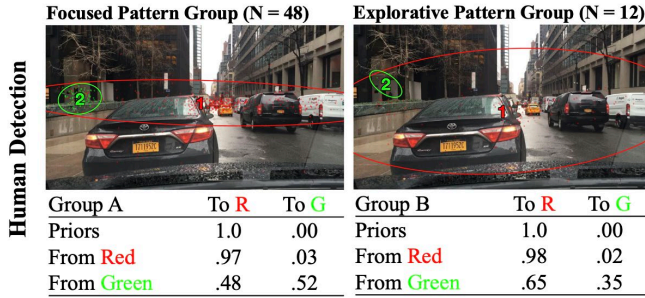 Focused Pattern Group (N = 48)
Explorative Pattern Group (N = 12)
Human Detection
2
1
2
1
Group A To R To G
Priors 1.0 .00
From Red .97 .03
From Green .48 .52
Group B To R To G
Priors 1.0 .00
From Red .98 .02
From Green .65 .35